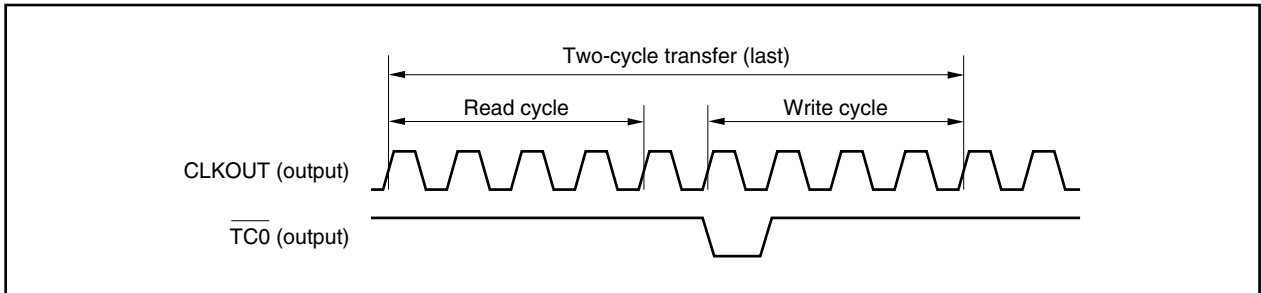 Two-cycle transfer (last)
Read cycle
Write cycle
CLKOUT (output)
TC0 (output)